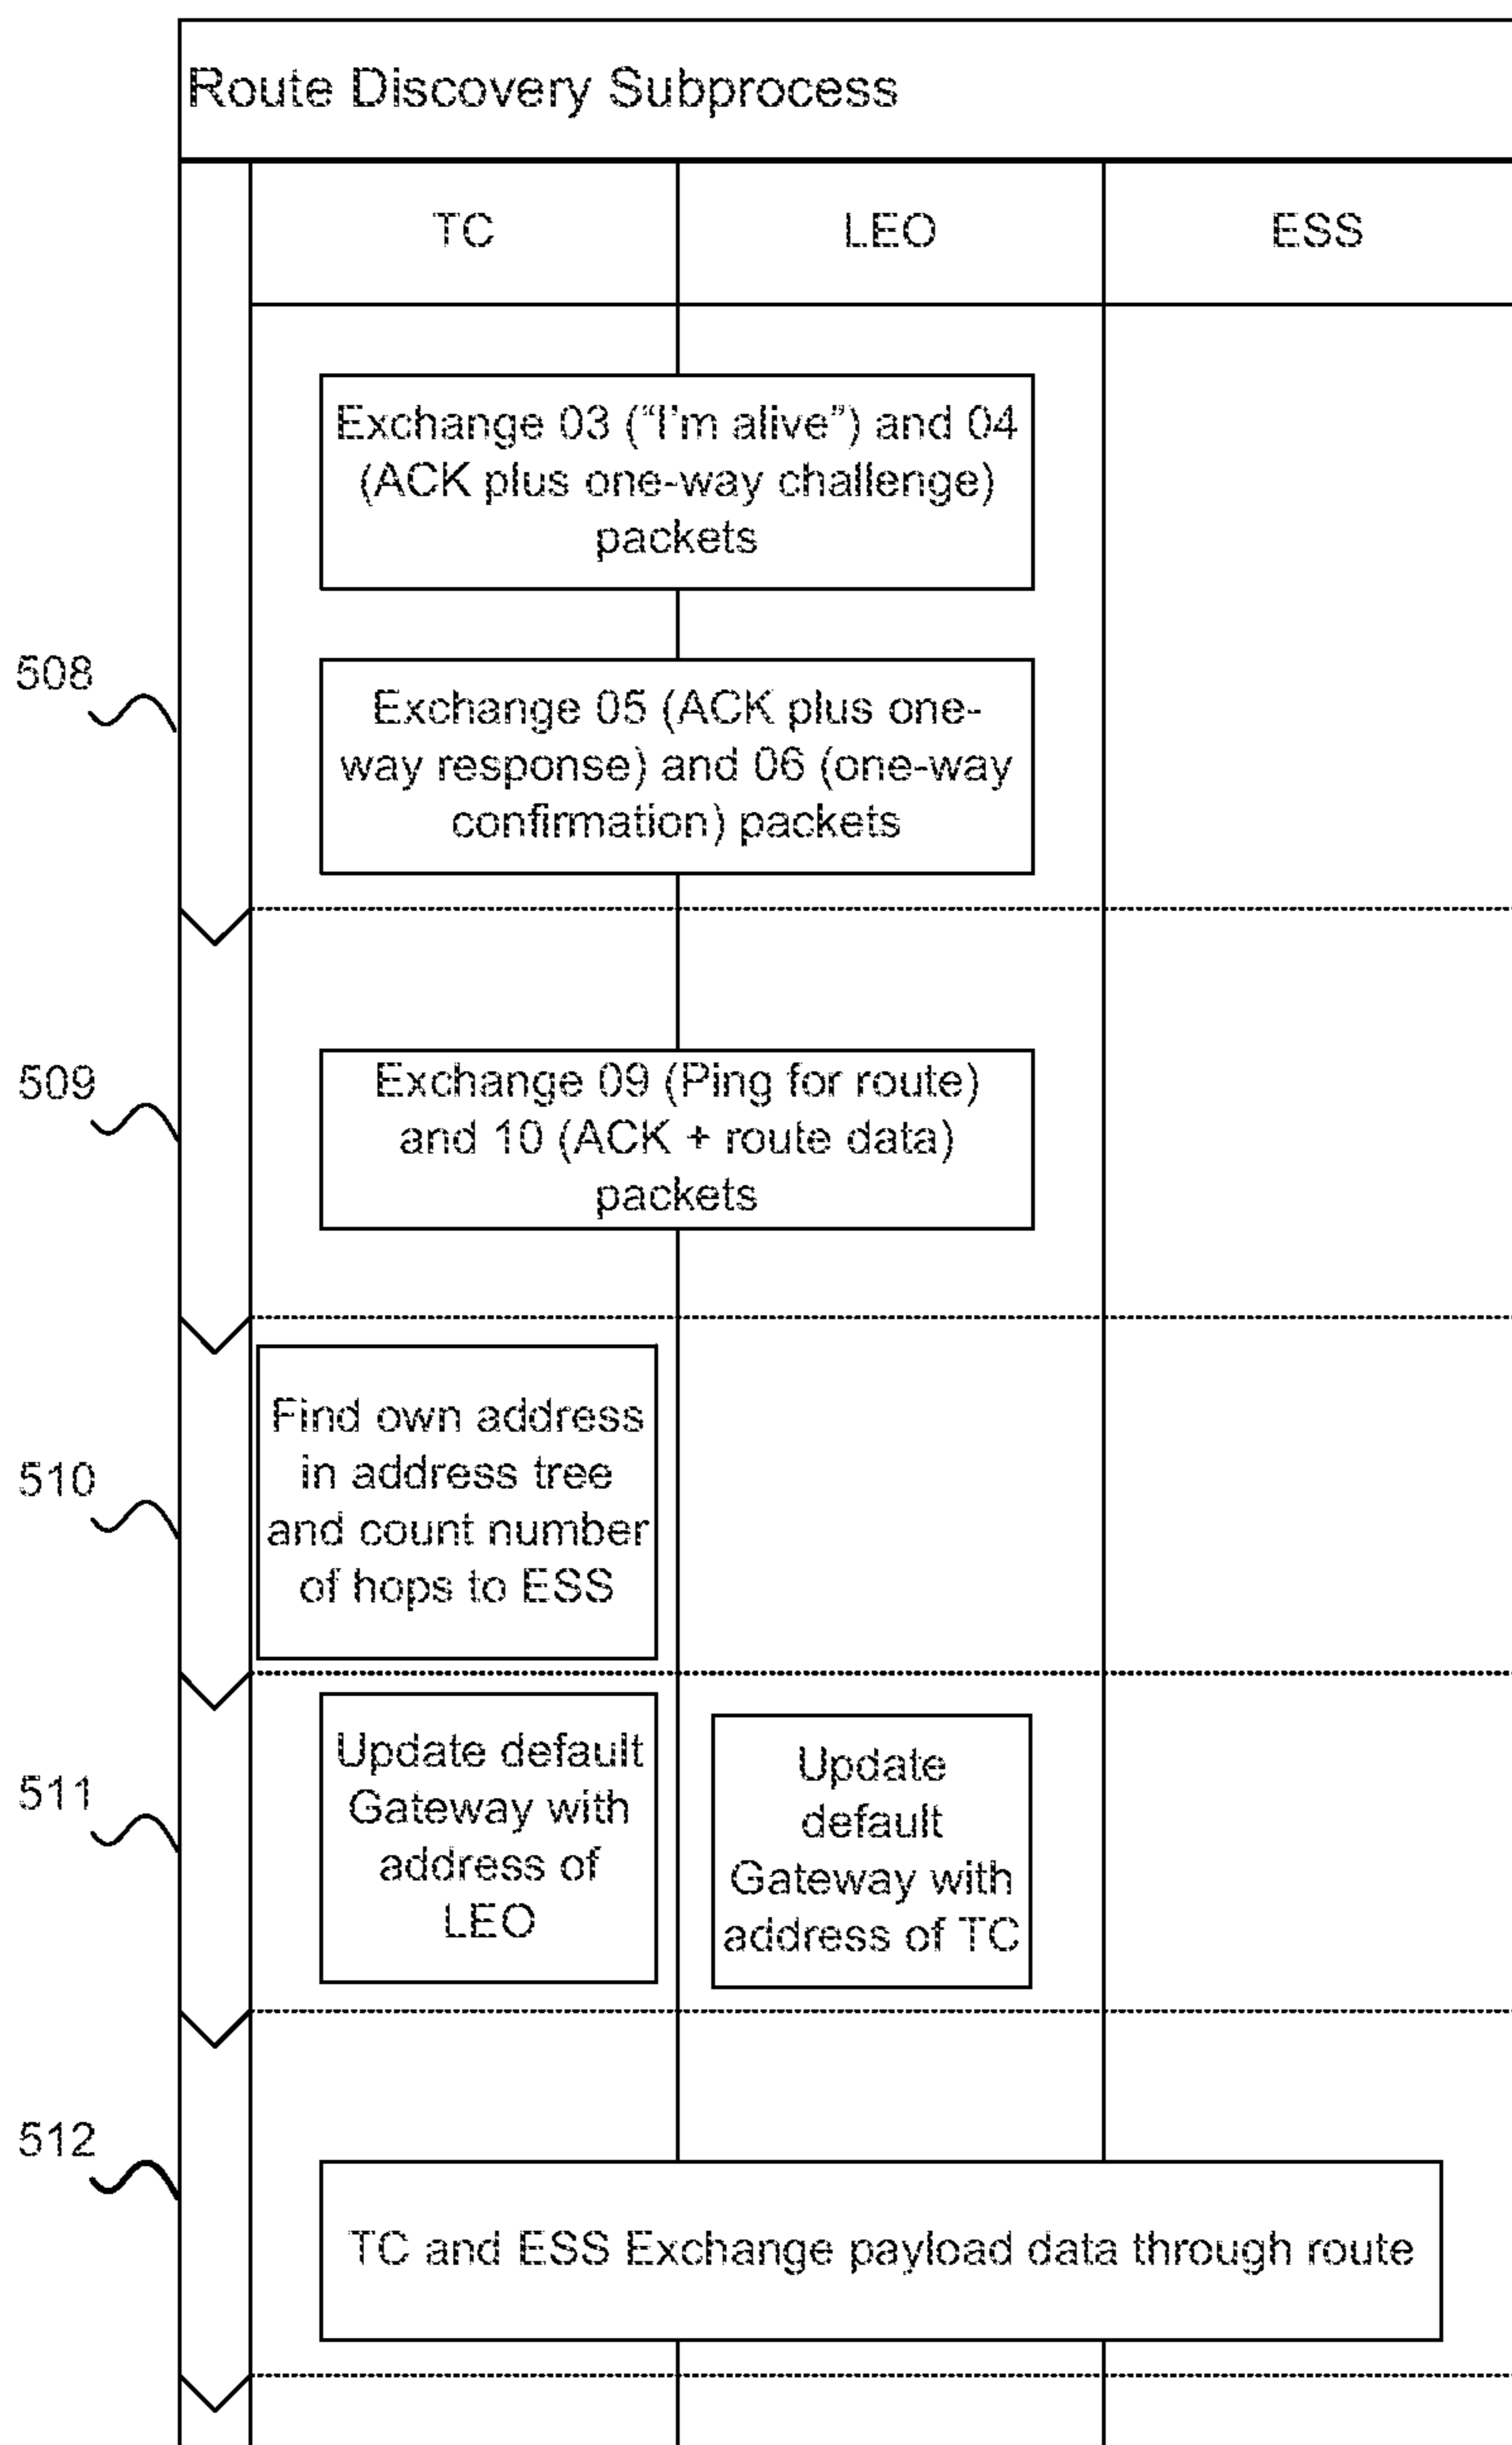 Route Discovery Subprocess
TC
LEO
ESS
Exchange 03 (“I'm alive”) and 04
(ACK plus one-way challenge)
packets
508
Exchange 05 (ACK plus one-
way response) and 06 (one-way
confirmation) packets
509
Exchange 09 (Ping for route)
and 10 (ACK + route data)
packets
510
Find own address
in address tree
and count number
of hops to ESS
511
Update default
Gateway with
address of
LEO
Update
default
Gateway with
address of TC
512
TC and ESS Exchange payload data through route